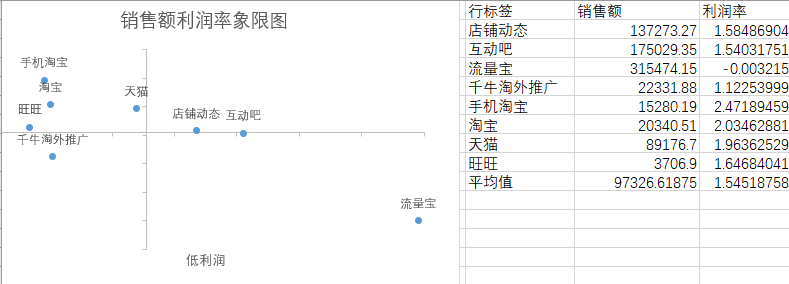 销售额利润率象限图
手机淘宝
淘宝
旺旺
千牛淘外推广
天猫
店铺动态
互动吧
流量宝
低利润
行标签 销售额 利润率
店铺动态 137273.27 1.58486904
互动吧 175029.35 1.54031751
流量宝 315474.15 -0.003215
千牛淘外推广 22331.88 1.12253999
手机淘宝 15280.19 2.47189459
淘宝 20340.51 2.03462881
天猫 89176.7 1.96362529
旺旺 3706.9 1.64684041
平均值 97326.61875 1.54518758